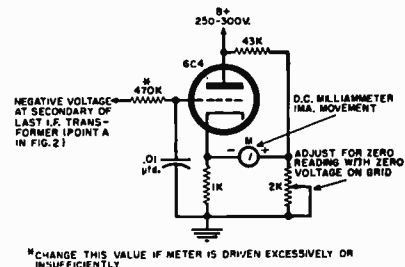 B+
250-300V.
43K
6C4
*
470K
NEGATIVE VOLTAGE
AT SECONDARY OF
LAST I.F. TRANS-
FORMER (POINT A
IN FIG. 2)
D.C. MILLIAMMETER
1MA. MOVEMENT
M
- +
I
ADJUST FOR ZERO
READING WITH ZERO
VOLTAGE ON GRID
.01
µfd.
1K
2K
*CHANGE THIS VALUE IF METER IS DRIVEN EXCESSIVELY OR
INSUFFICIENTLY